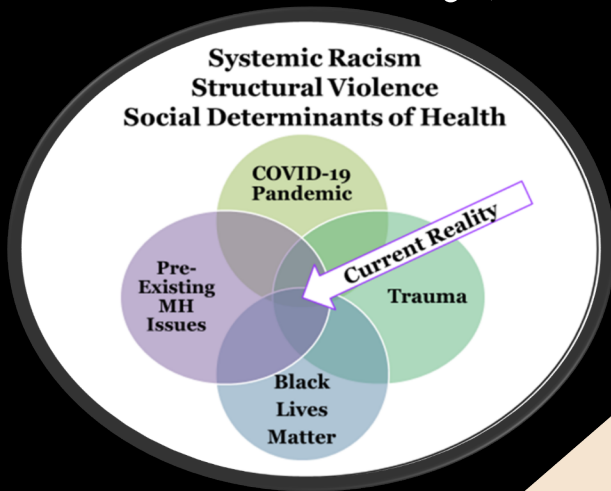 Systemic Racism
Structural Violence
Social Determinants of Health
COVID-19
Pandemic
Current Reality
Pre-
Existing
MH
Issues
Trauma
Black
Lives
Matter